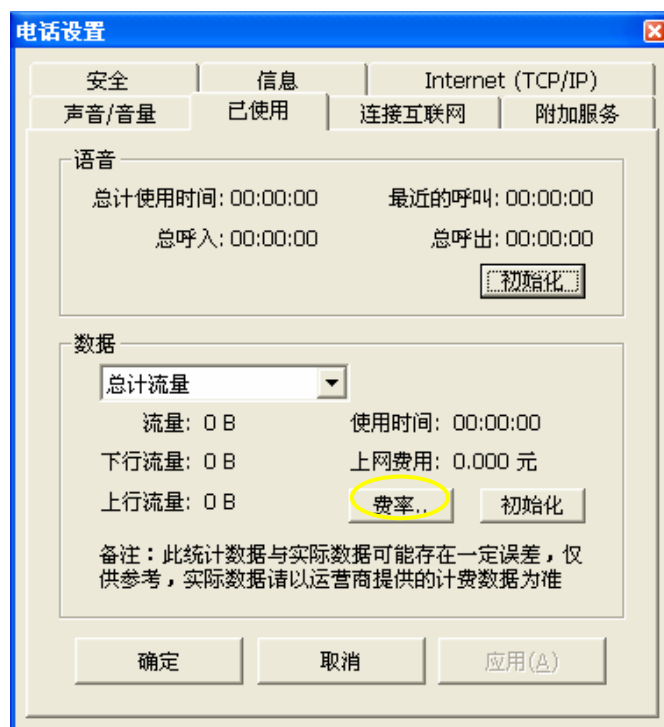 电话设置
安全 信息 Internet (TCP/IP)
声音/音量 已使用 连接互联网 附加服务
语音
总计使用时间: 00:00:00 最近的呼叫: 00:00:00
总呼入: 00:00:00 总呼出: 00:00:00
初始化
数据
总计流量
流量: 0 B 使用时间: 00:00:00
下行流量: 0 B 上网费用: 0.000 元
上行流量: 0 B 费率.. 初始化
备注：此统计数据与实际数据可能存在一定误差，仅
供参考，实际数据请以运营商提供的计费数据为准
确定 取消 应用(A)